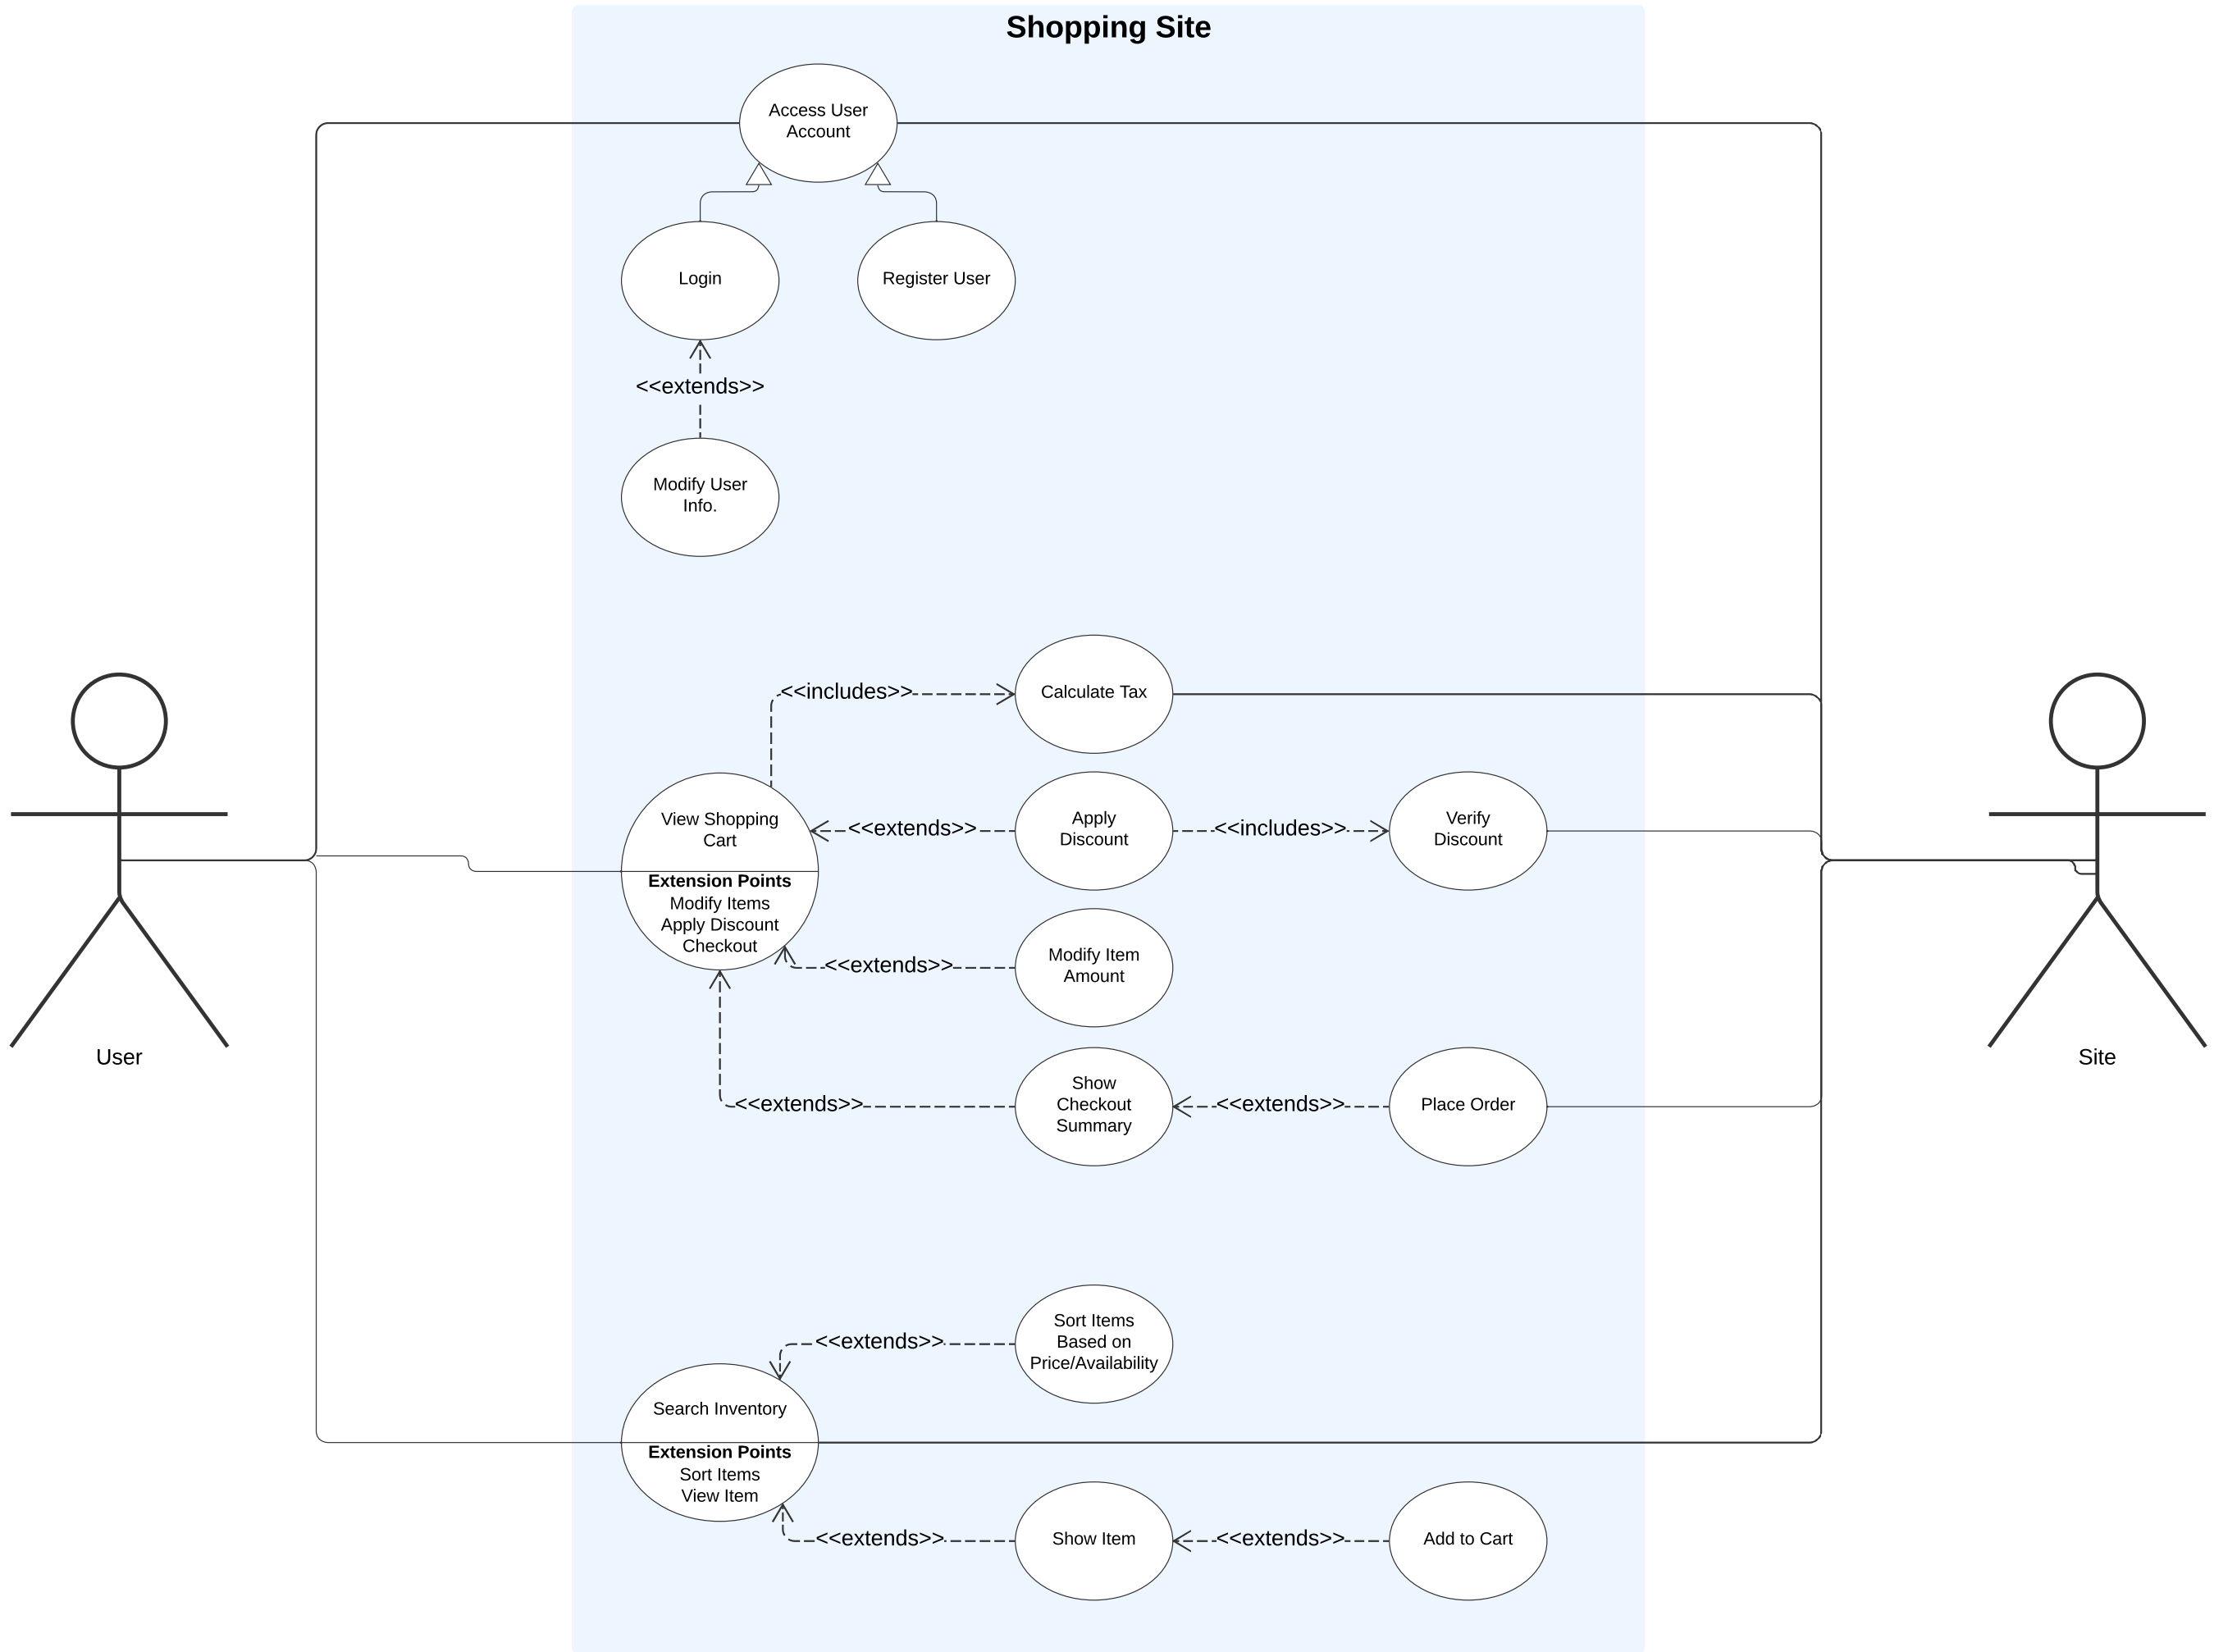 Shopping Site
Access User
Account
Login
Register User
<<extends>>
Modify User
Info.
<<includes>>
Calculate Tax
View Shopping
Cart
Extension Points
Modify Items
Apply Discount
Checkout
<<extends>>
Apply
Discount
<<includes>>
Verify
Discount
<<extends>>
Modify Item
Amount
<<extends>>
Show
Checkout
Summary
<<extends>>
Place Order
User
Site
<<extends>>
Sort Items
Based on
Price/Availability
Search Inventory
Extension Points
Sort Items
View Item
<<extends>>
Show Item
<<extends>>
Add to Cart